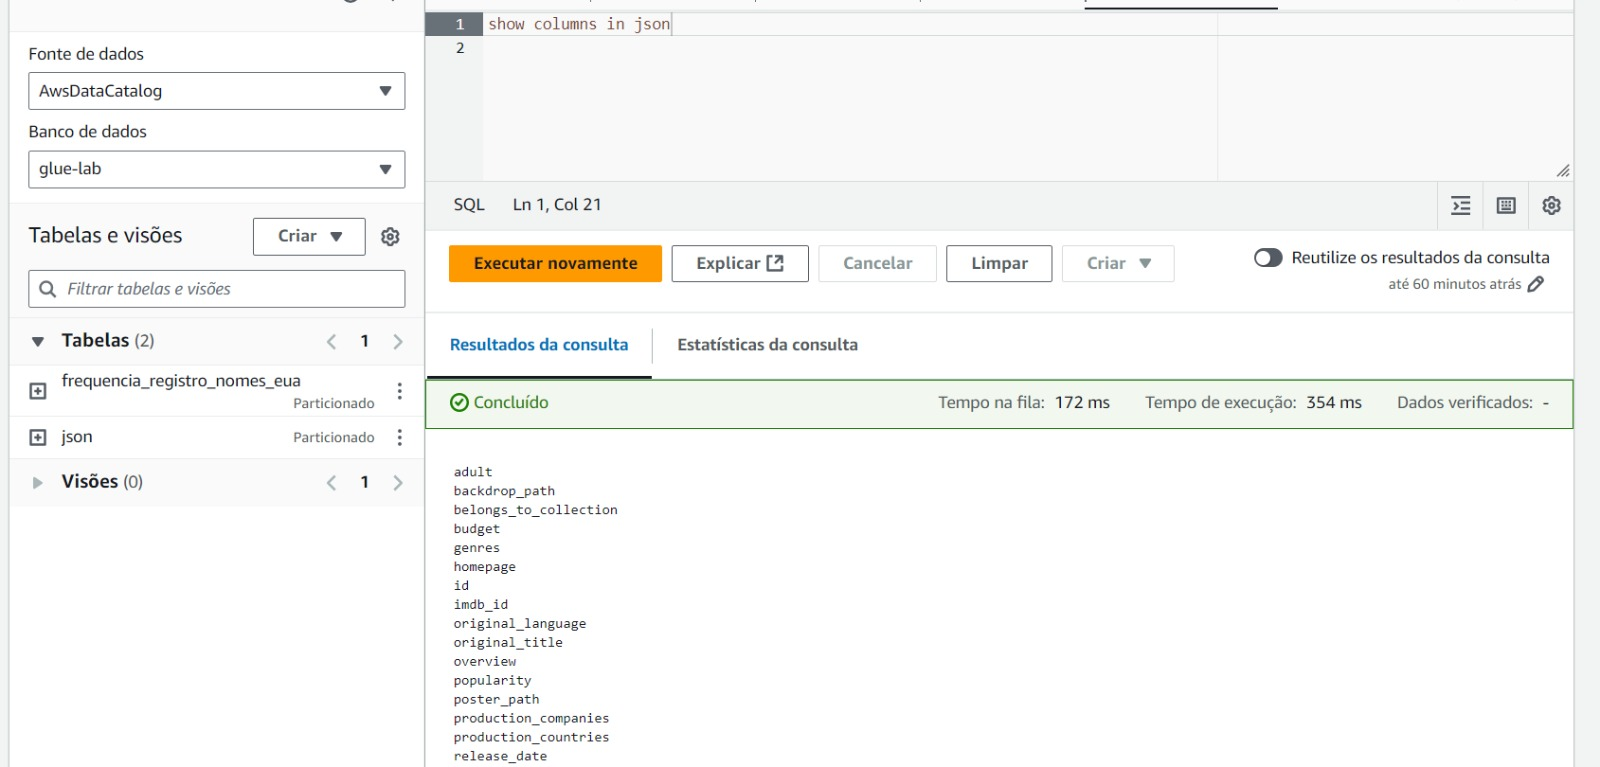 Fonte de dados
AwsDataCatalog
Banco de dados
glue-lab
Tabelas e visões
Criar
Filtrar tabelas e visões
Tabelas (2)
1
frequencia_registro_nomes_eua
Particionado
json
Particionado
Visões (0)
1
1 show columns in json
2
SQL Ln 1, Col 21
Executar novamente
Explicar
Cancelar
Limpar
Criar
Reutilize os resultados da consulta
até 60 minutos atrás
Resultados da consulta
Estatísticas da consulta
Concluído
Tempo na fila: 172 ms
Tempo de execução: 354 ms
Dados verificados: -
adult
backdrop_path
belongs_to_collection
budget
genres
homepage
id
imdb_id
original_language
original_title
overview
popularity
poster_path
production_companies
production_countries
release_date